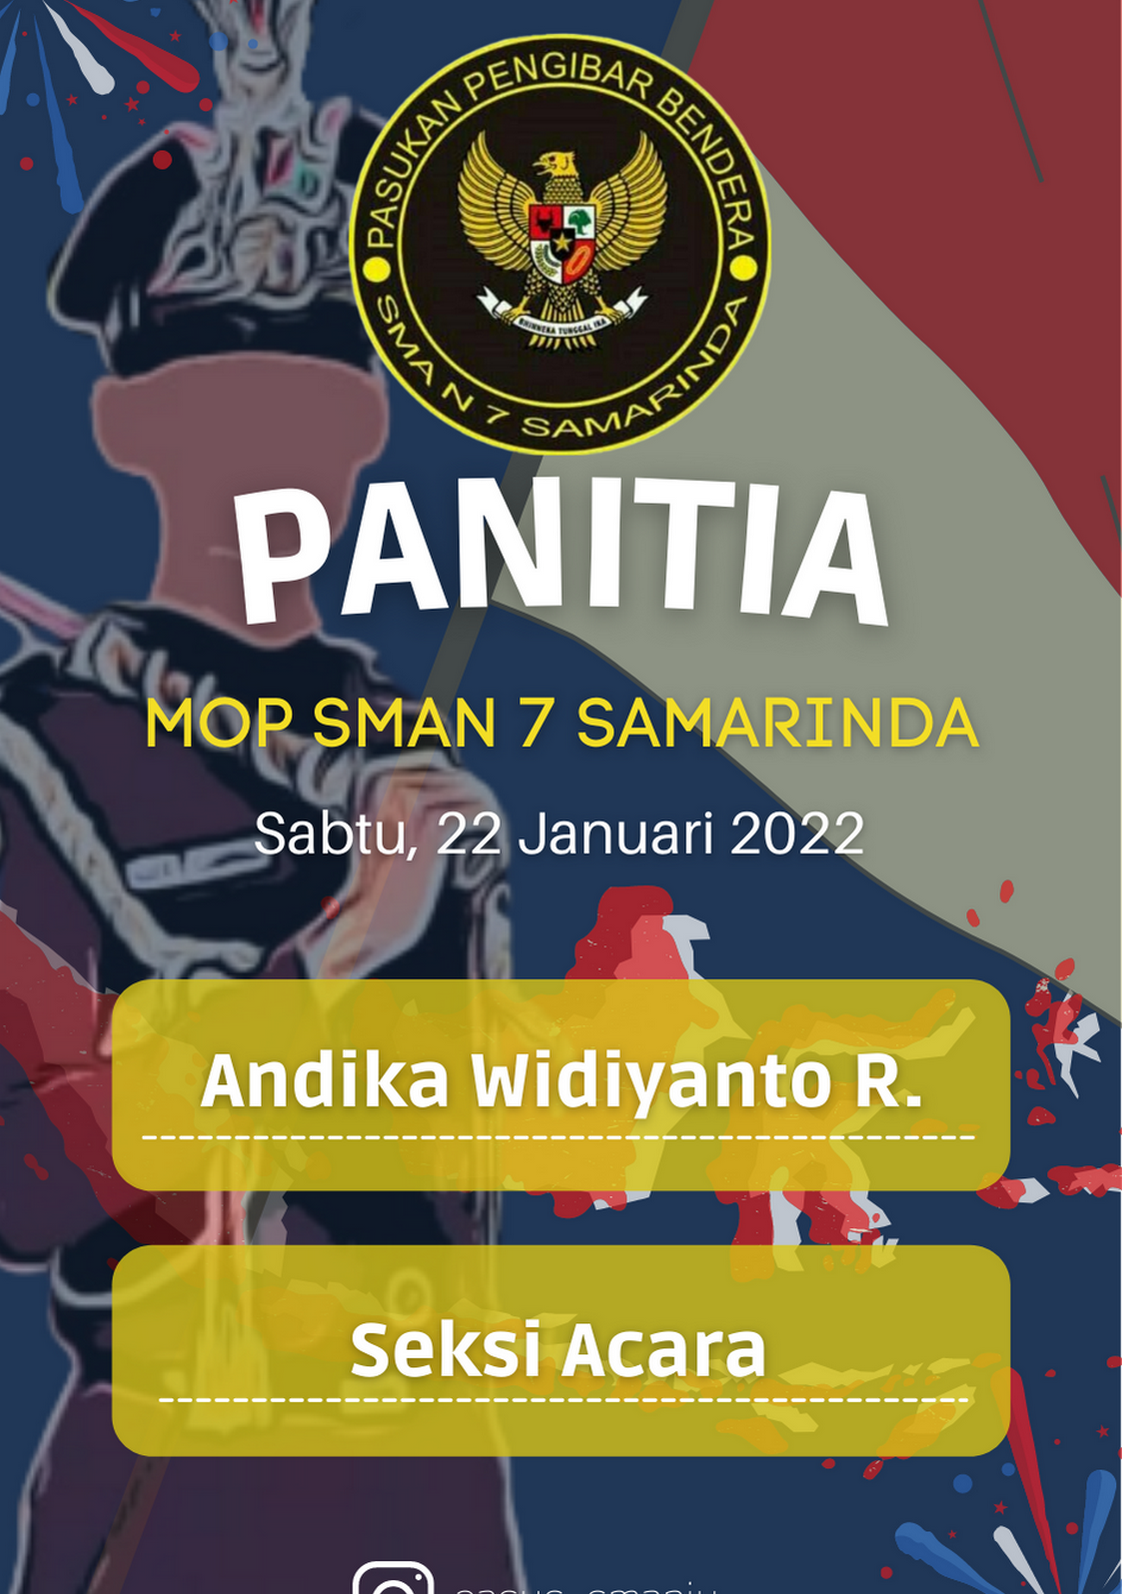 PASUKAN PENGIBAR BENDERA
SMA N 7 SAMARINDA
BHINNEKA TUNGGAL IKA
PANITIA
MOP SMAN 7 SAMARINDA
Sabtu, 22 Januari 2022
Andika Widiyanto R.
Seksi Acara